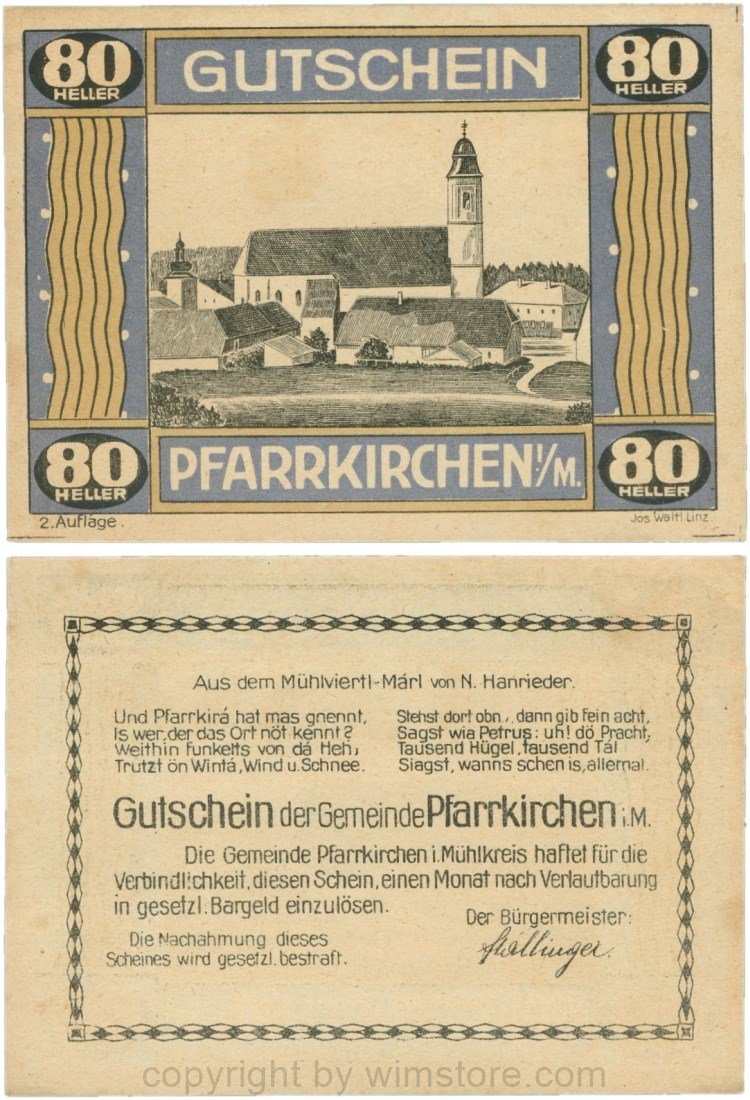 80 HELLER
GUTSCHEIN
80 HELLER
80 HELLER
PFARRKIRCHEN i/M.
80 HELLER
2. Auflage.
Jos Waltl Linz
Aus dem Mühlviertl-Márl von N. Hanrieder.
Und Pfarrkirá hat mas gnennt,
Is wer, der das Ort nöt kennt?
Weithin funkelts von dá Heh,
Trutzt ön Wintá, Wind u. Schnee.
Stehst dort obn, dann gib fein acht,
Sagst wia Petrus: uh! dö Pracht,
Tausend Hügel, tausend Tál
Siagst, wanns schen is, allemal.
Gutschein der Gemeinde Pfarrkirchen i.M.
Die Gemeinde Pfarrkirchen i. Mühlkreis haftet für die
Verbindlichkeit, diesen Schein, einen Monat nach Verlautbarung
in gesetzl. Bargeld einzulösen.
Der Bürgermeister:
Die Nachahmung dieses
Scheines wird gesetzl. bestraft.
copyright by wimstore.com